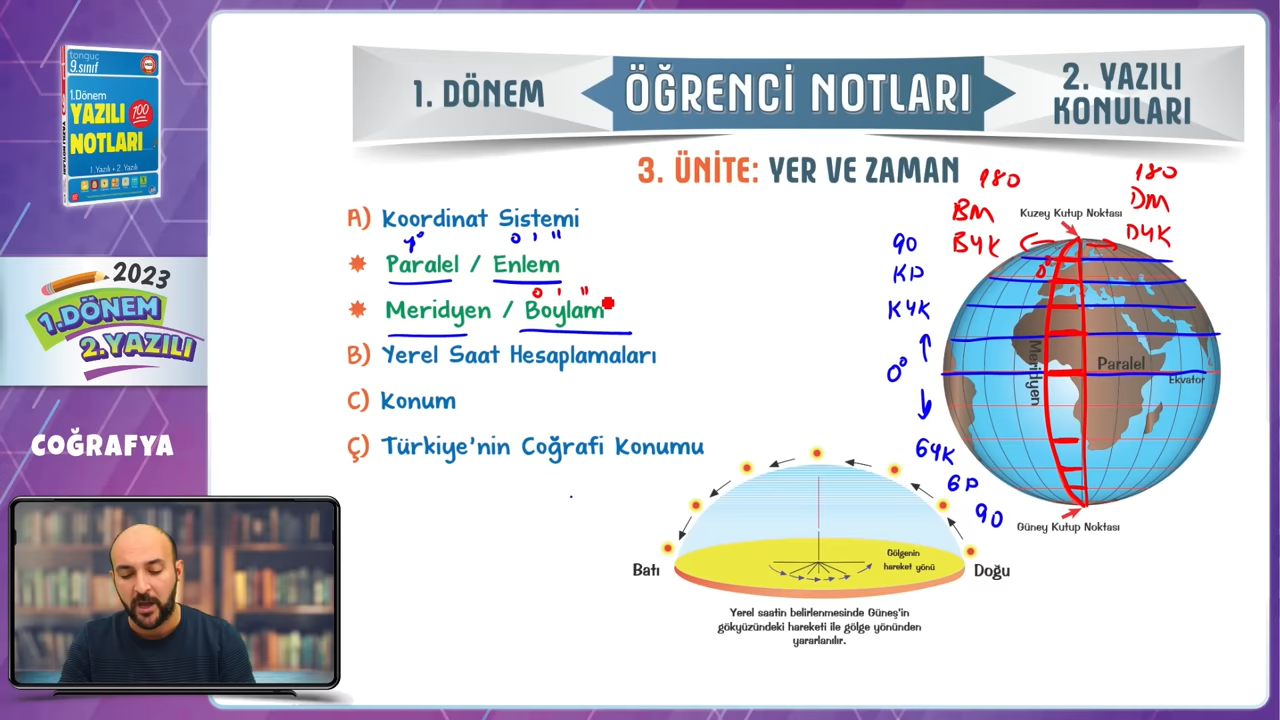 tonguç
9.sınıf
1.Dönem
YAZILI
100
NOTLARI
1.Yazılı + 2. Yazılı
2023
1.DÖNEM
2.YAZILI
COĞRAFYA
1. DÖNEM
ÖĞRENCİ NOTLARI
2. YAZILI
KONULARI
3. ÜNİTE: YER VE ZAMAN
A) Koordinat Sistemi
1°
° ' "
Paralel / Enlem
° ' "
Meridyen / Boylam
B) Yerel Saat Hesaplamaları
C) Konum
Ç) Türkiye'nin Coğrafi Konumu
180
BM
BYK
180
DM
DYK
Kuzey Kutup Noktası
90
KP
KYK
0°
0°
Meridyen
Paralel
Ekvator
GYK
GP
90
Güney Kutup Noktası
Batı
Gölgenin
hareket yönü
Doğu
Yerel saatin belirlenmesinde Güneş'in
gökyüzündeki hareketi ile gölge yönünden
yararlanılır.